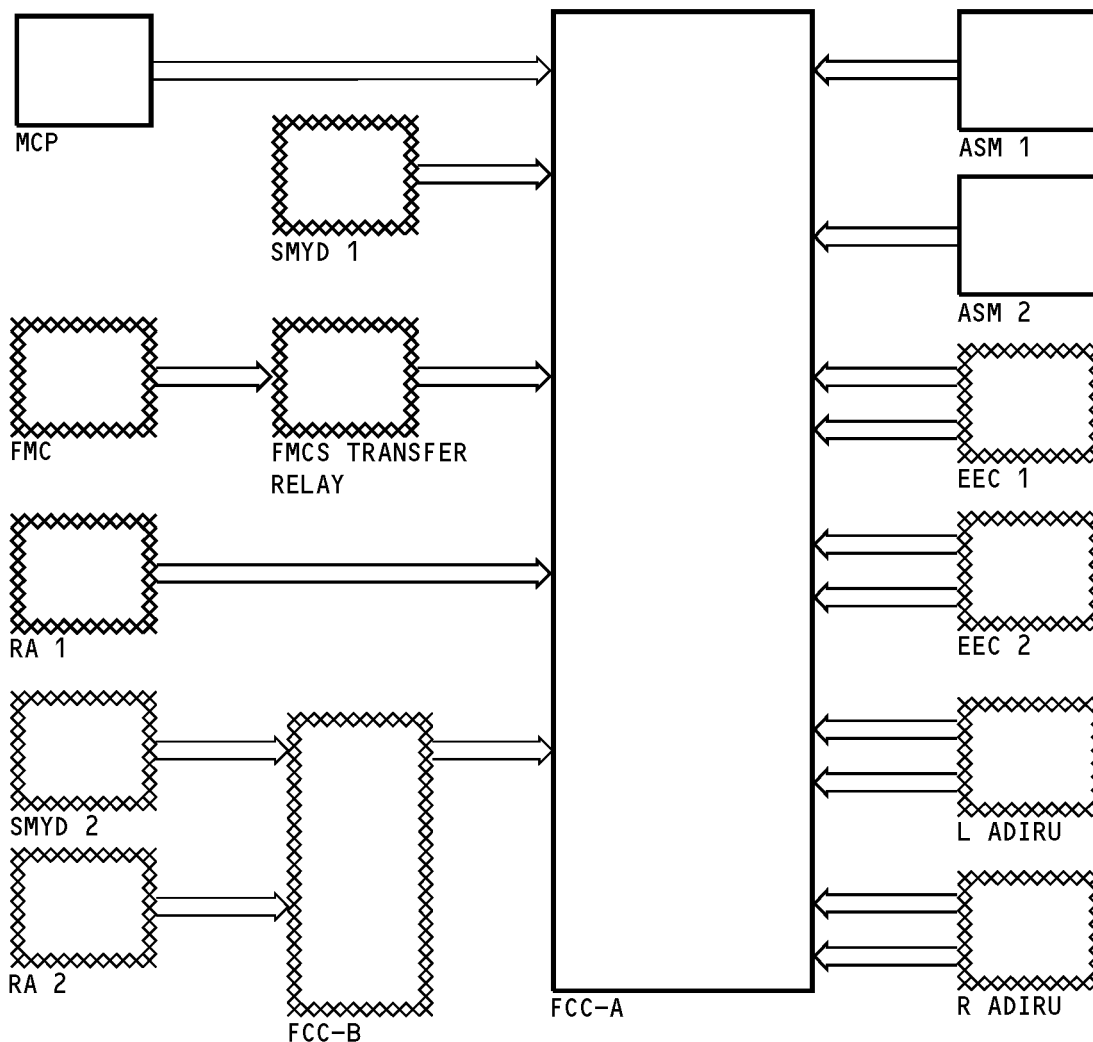 MCP
ASM 1
SMYD 1
ASM 2
FMC
FMCS TRANSFER
RELAY
EEC 1
RA 1
EEC 2
SMYD 2
L ADIRU
RA 2
FCC-B
FCC-A
R ADIRU